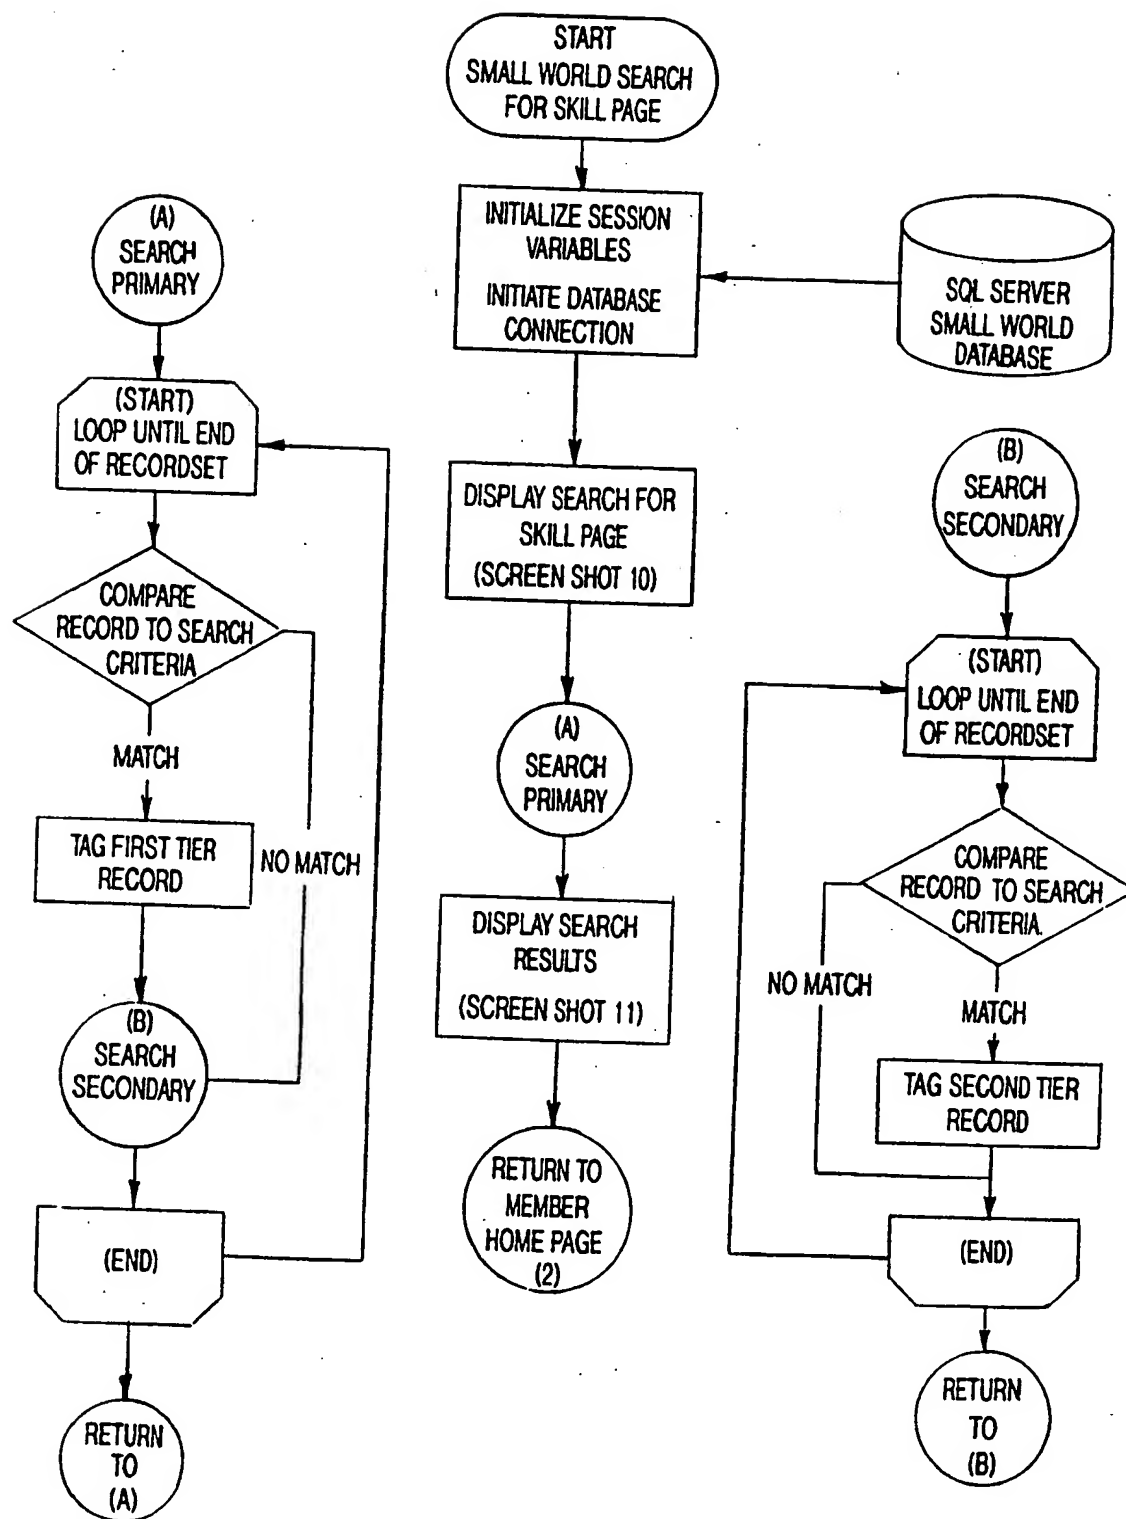 START
SMALL WORLD SEARCH
FOR SKILL PAGE
INITIALIZE SESSION
VARIABLES
INITIATE DATABASE
CONNECTION
SQL SERVER
SMALL WORLD
DATABASE
DISPLAY SEARCH FOR
SKILL PAGE
(SCREEN SHOT 10)
(A)
SEARCH
PRIMARY
DISPLAY SEARCH
RESULTS
(SCREEN SHOT 11)
RETURN TO
MEMBER
HOME PAGE
(2)
(A)
SEARCH
PRIMARY
(START)
LOOP UNTIL END
OF RECORDSET
COMPARE
RECORD TO SEARCH
CRITERIA
MATCH
NO MATCH
TAG FIRST TIER
RECORD
(B)
SEARCH
SECONDARY
(END)
RETURN
TO
(A)
(B)
SEARCH
SECONDARY
(START)
LOOP UNTIL END
OF RECORDSET
COMPARE
RECORD TO SEARCH
CRITERIA.
NO MATCH
MATCH
TAG SECOND TIER
RECORD
(END)
RETURN
TO
(B)